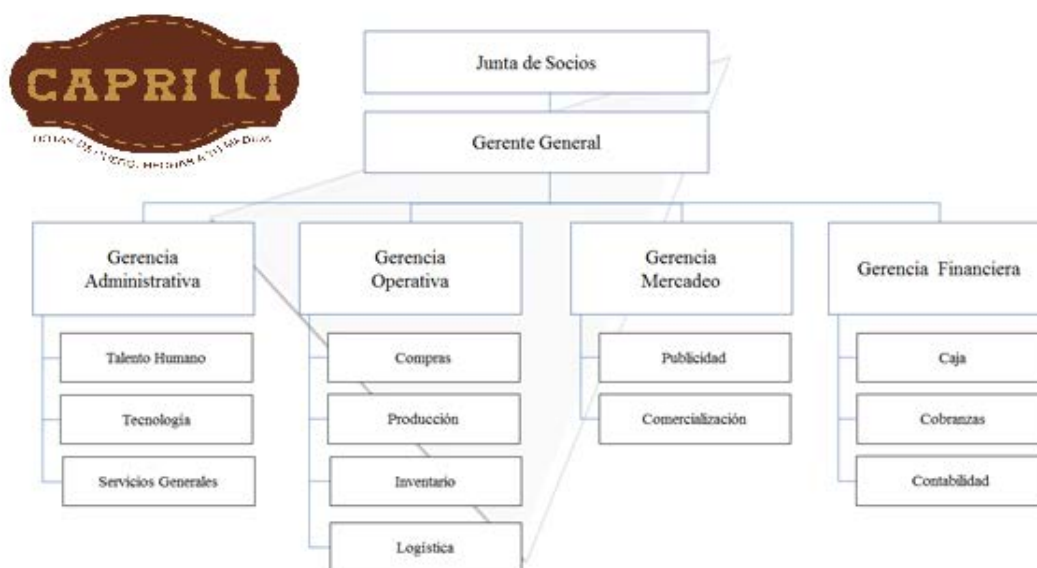 CAPRILLI
Junta de Socios
Gerente General
Gerencia
Administrativa
Gerencia
Operativa
Gerencia
Mercadeo
Gerencia Financiera
Talento Humano
Compras
Publicidad
Caja
Tecnología
Producción
Comercialización
Cobranzas
Servicios Generales
Inventario
Contabilidad
Logística